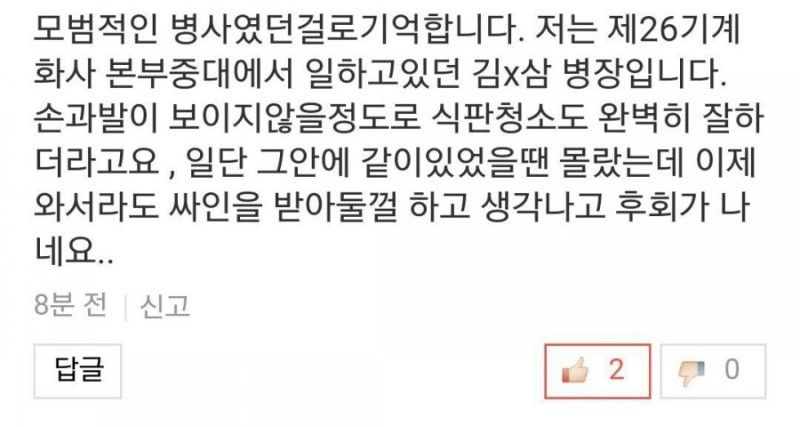 모범적인 병사였던걸로기억합니다. 저는 제26기계
화사 본부중대에서 일하고있던 김x삼 병장입니다.
손과발이 보이지않을정도로 식판청소도 완벽히 잘하
더라고요 , 일단 그안에 같이있었을땐 몰랐는데 이제
와서라도 싸인을 받아둘껄 하고 생각나고 후회가 나
네요..
8분 전 | 신고
답글
2
0